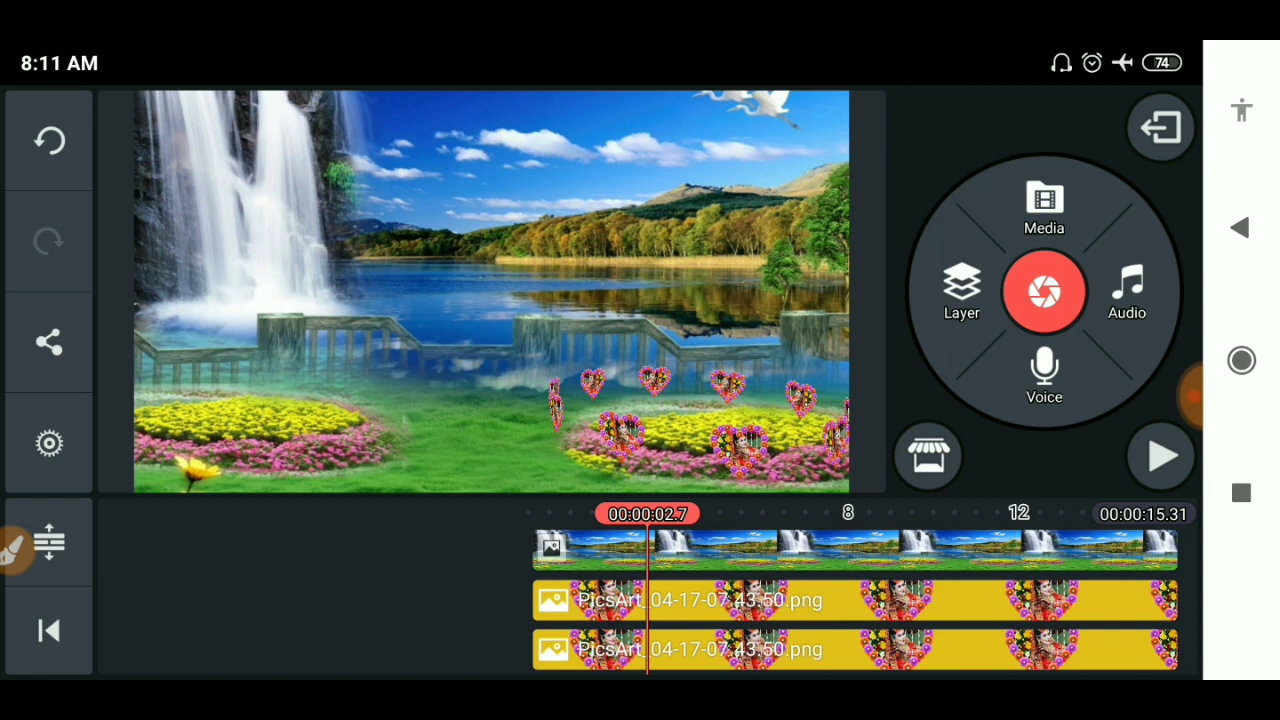 8:11 AM
74
Media
Layer
Audio
Voice
00:00:02.7
8
12
00:00:15.31
PicsArt_04-17-07.43.50.png
PicsArt_04-17-07.43.50.png